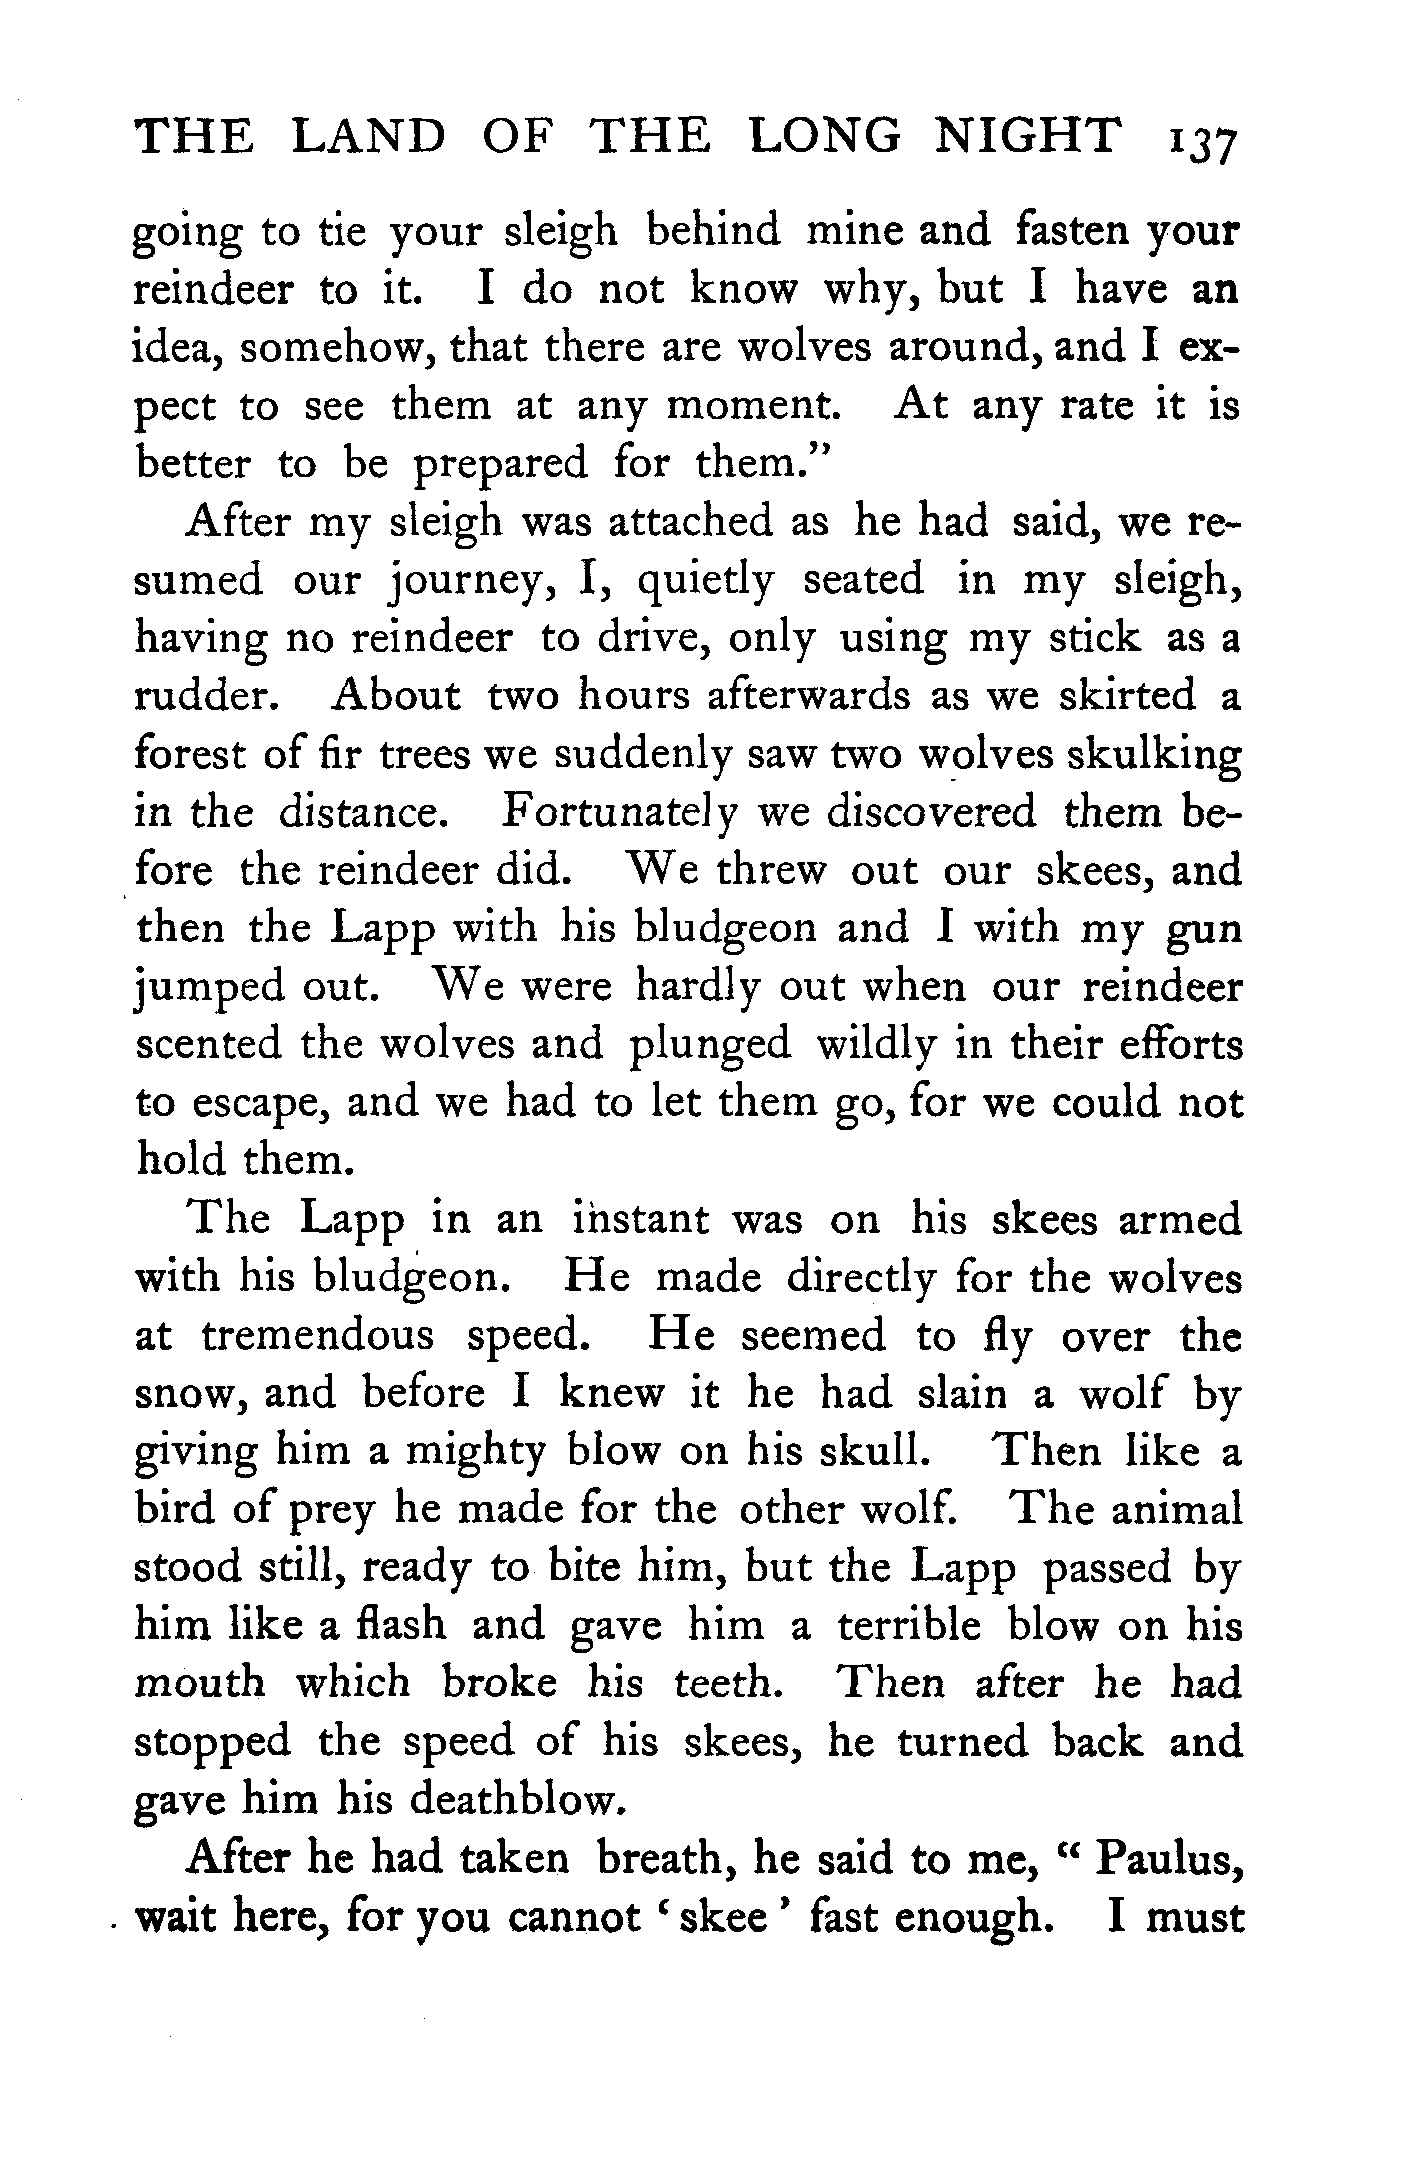 THE LAND OF THE LONG NIGHT 137
going to tie your sleigh behind mine and fasten your
reindeer to it. I do not know why, but I have an
idea, somehow, that there are wolves around, and I ex-
pect to see them at any moment. At any rate it is
better to be prepared for them."
After my sleigh was attached as he had said, we re-
sumed our journey, I, quietly seated in my sleigh,
having no reindeer to drive, only using my stick as a
rudder. About two hours afterwards as we skirted a
forest of fir trees we suddenly saw two wolves skulking
in the distance. Fortunately we discovered them be-
fore the reindeer did. We threw out our skees, and
then the Lapp with his bludgeon and I with my gun
jumped out. We were hardly out when our reindeer
scented the wolves and plunged wildly in their efforts
to escape, and we had to let them go, for we could not
hold them.
The Lapp in an instant was on his skees armed
with his bludgeon. He made directly for the wolves
at tremendous speed. He seemed to fly over the
snow, and before I knew it he had slain a wolf by
giving him a mighty blow on his skull. Then like a
bird of prey he made for the other wolf. The animal
stood still, ready to bite him, but the Lapp passed by
him like a flash and gave him a terrible blow on his
mouth which broke his teeth. Then after he had
stopped the speed of his skees, he turned back and
gave him his deathblow.
After he had taken breath, he said to me, " Paulus,
wait here, for you cannot ' skee ' fast enough. I must